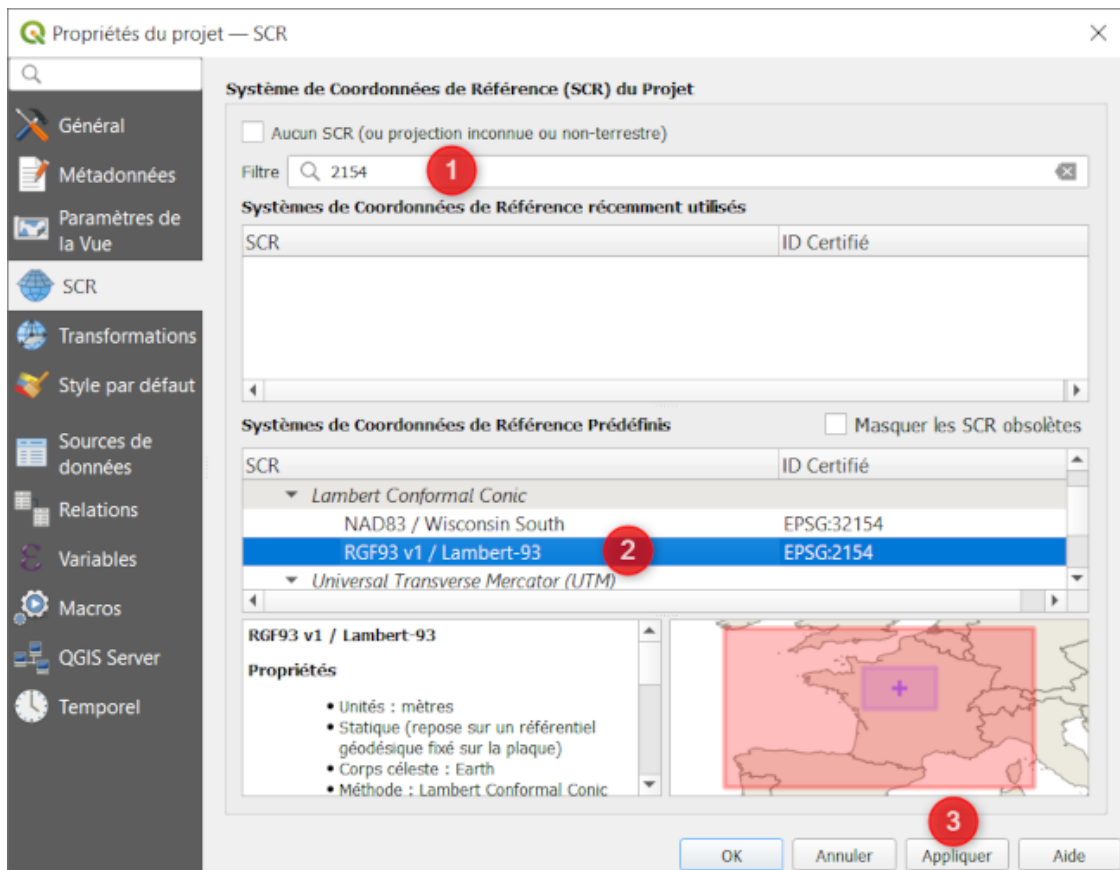 Propriétés du projet — SCR
Général
Métadonnées
Paramètres de
la Vue
SCR
Transformations
Style par défaut
Sources de
données
Relations
Variables
Macros
QGIS Server
Temporel
Système de Coordonnées de Référence (SCR) du Projet
Aucun SCR (ou projection inconnue ou non-terrestre)
Filtre 2154 1
Systèmes de Coordonnées de Référence récemment utilisés
SCR ID Certifié
Systèmes de Coordonnées de Référence Prédéfinis Masquer les SCR obsolètes
SCR ID Certifié
Lambert Conformal Conic
NAD83 / Wisconsin South EPSG:32154
RGF93 v1 / Lambert-93 2 EPSG:2154
Universal Transverse Mercator (UTM)
RGF93 v1 / Lambert-93
Propriétés
• Unités : mètres
• Statique (repose sur un référentiel
géodésique fixé sur la plaque)
• Corps céleste : Earth
• Méthode : Lambert Conformal Conic
3
OK Annuler Appliquer Aide